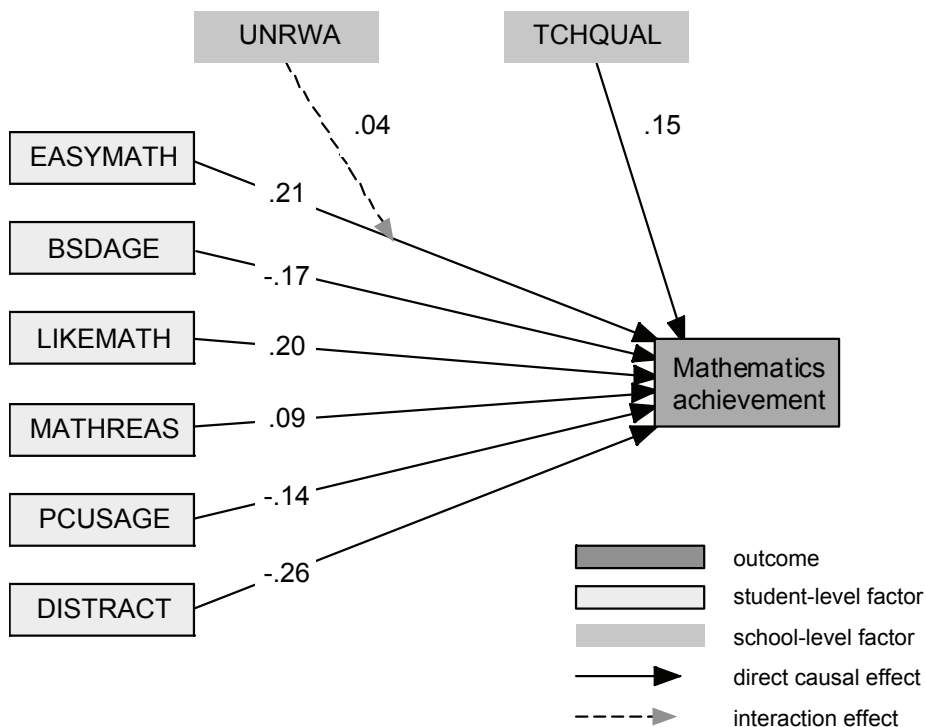 UNRWA
TCHQUAL
.04
.15
EASYMATH
.21
BSDAGE
-.17
LIKEMATH
.20
MATHREAS
.09
PCUSAGE
-.14
DISTRACT
-.26
Mathematics
achievement
outcome
student-level factor
school-level factor
direct causal effect
interaction effect